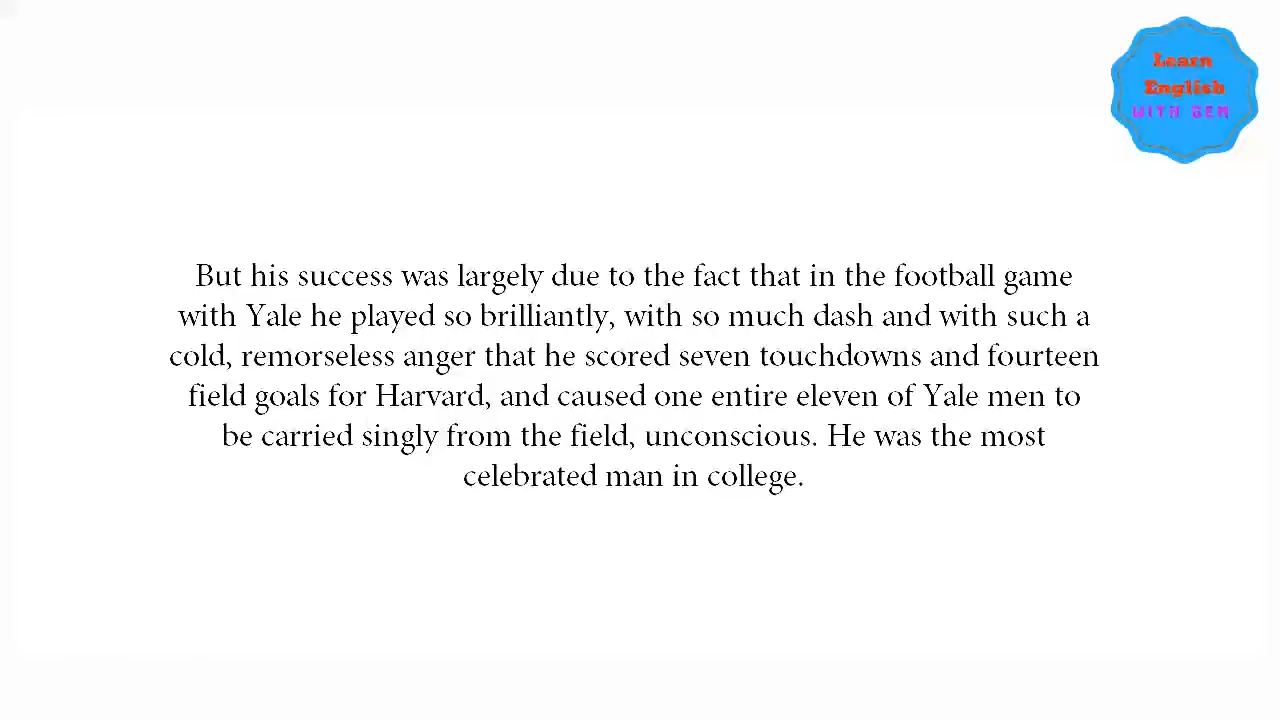 Learn
English
WITH GEM
But his success was largely due to the fact that in the football game
with Yale he played so brilliantly, with so much dash and with such a
cold, remorseless anger that he scored seven touchdowns and fourteen
field goals for Harvard, and caused one entire eleven of Yale men to
be carried singly from the field, unconscious. He was the most
celebrated man in college.